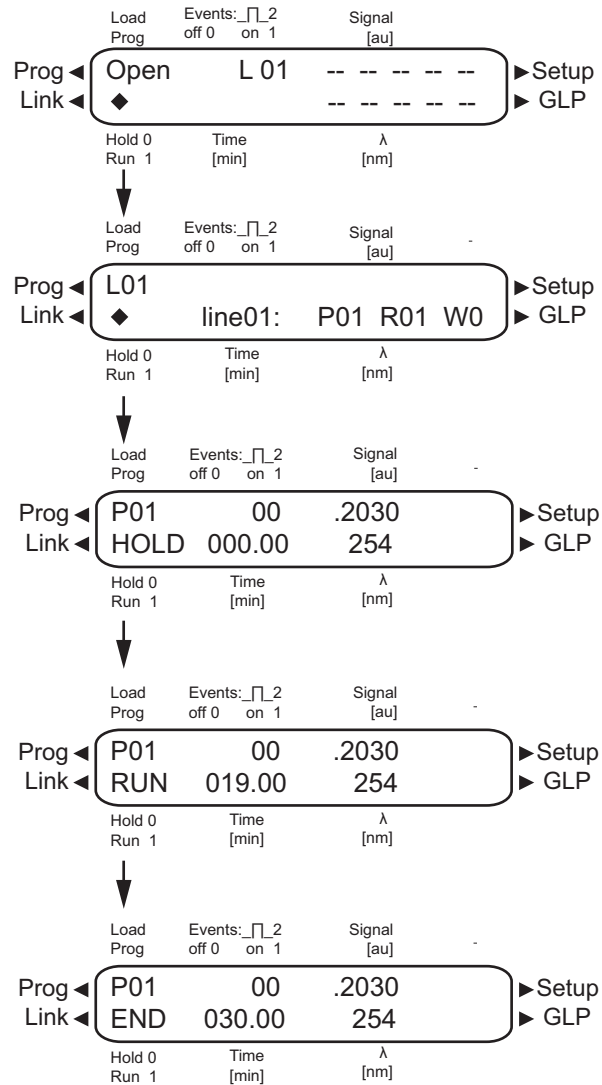 Load Events:_∏_2 Signal
Prog off 0 on 1 [au]
Prog ◄ Open L 01 -- -- -- -- -- ►Setup
Link ◄ ◆ -- -- -- -- -- ► GLP
Hold 0 Time λ
Run 1 [min] [nm]
Load Events:_∏_2 Signal
Prog off 0 on 1 [au] -
Prog ◄ L01 ►Setup
Link ◄ ◆ line01: P01 R01 W0 ► GLP
Hold 0 Time λ
Run 1 [min] [nm]
Load Events:_∏_2 Signal
Prog off 0 on 1 [au] -
Prog ◄ P01 00 .2030 ►Setup
Link ◄ HOLD 000.00 254 ► GLP
Hold 0 Time λ
Run 1 [min] [nm]
Load Events:_∏_2 Signal
Prog off 0 on 1 [au] -
Prog ◄ P01 00 .2030 ►Setup
Link ◄ RUN 019.00 254 ► GLP
Hold 0 Time λ
Run 1 [min] [nm]
Load Events:_∏_2 Signal
Prog off 0 on 1 [au] -
Prog ◄ P01 00 .2030 ►Setup
Link ◄ END 030.00 254 ► GLP
Hold 0 Time λ
Run 1 [min] [nm]